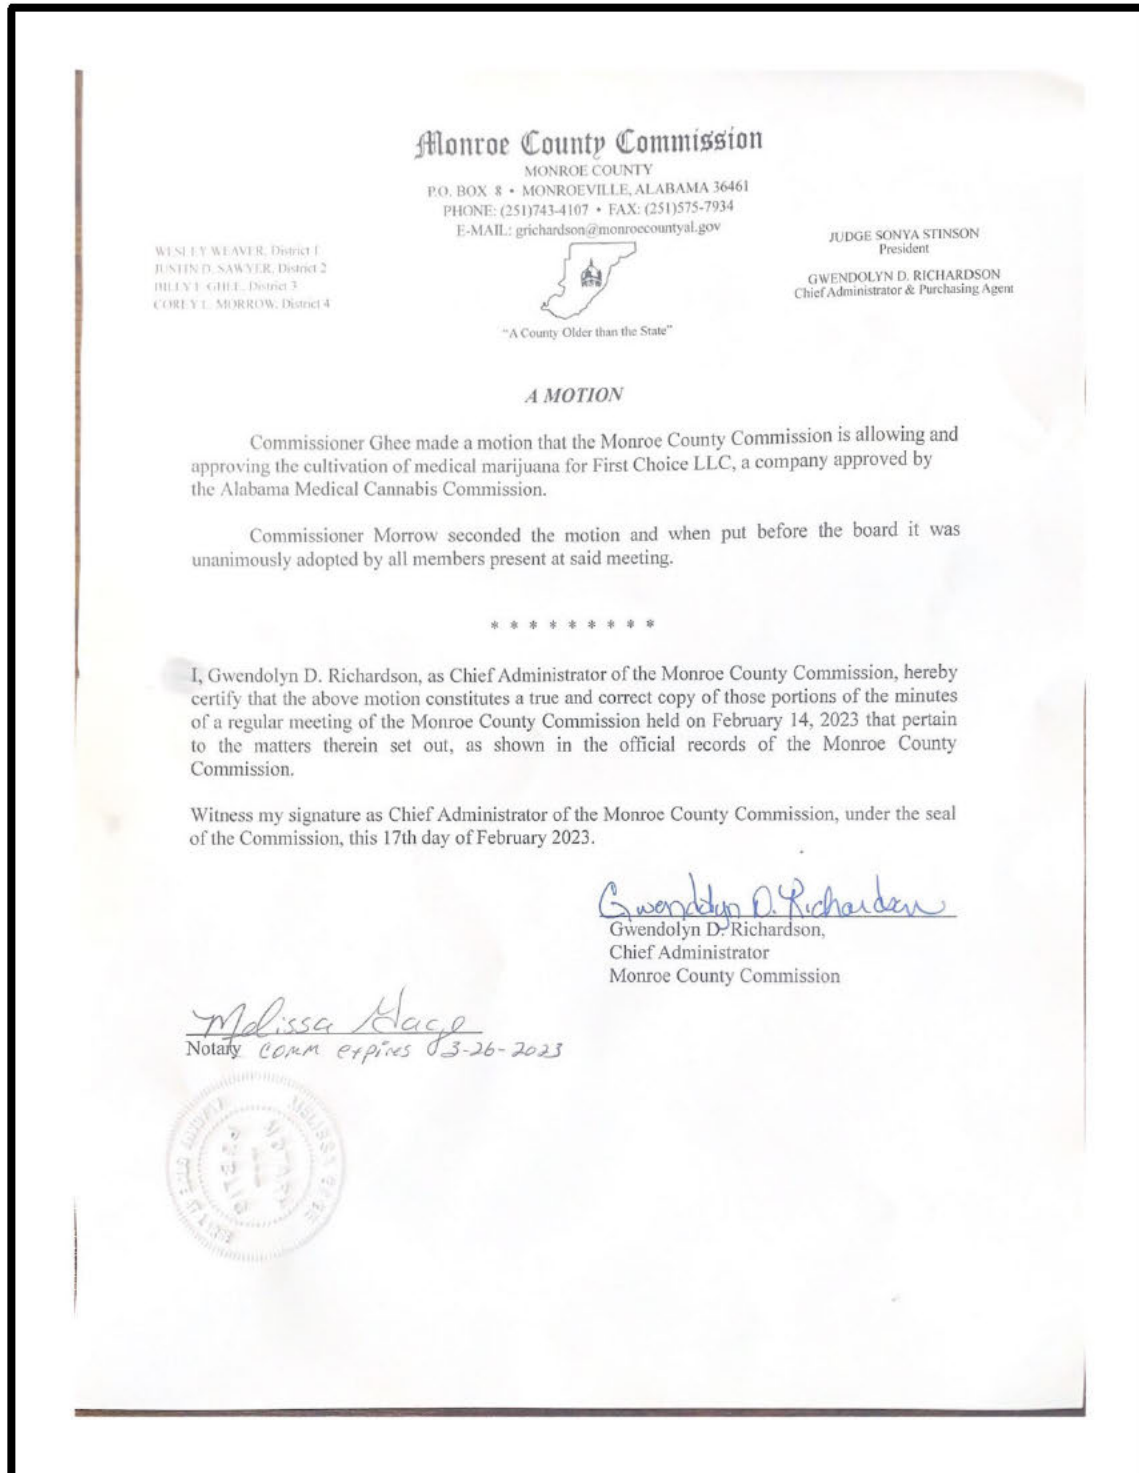 Monroe County Commission
MONROE COUNTY
P.O. BOX 8 • MONROEVILLE, ALABAMA 36461
PHONE: (251)743-4107 • FAX: (251)575-7934
E-MAIL: grichardson@monroecountyal.gov
WESLEY WEAVER, District 1
JUSTIN D. SAWYER, District 2
BILLY GHEE, District 3
COREY L. MORROW, District 4
JUDGE SONYA STINSON
President
GWENDOLYN D. RICHARDSON
Chief Administrator & Purchasing Agent
"A County Older than the State"
A MOTION
Commissioner Ghee made a motion that the Monroe County Commission is allowing and
approving the cultivation of medical marijuana for First Choice LLC, a company approved by
the Alabama Medical Cannabis Commission.
Commissioner Morrow seconded the motion and when put before the board it was
unanimously adopted by all members present at said meeting.
* * * * * * * * *
I, Gwendolyn D. Richardson, as Chief Administrator of the Monroe County Commission, hereby
certify that the above motion constitutes a true and correct copy of those portions of the minutes
of a regular meeting of the Monroe County Commission held on February 14, 2023 that pertain
to the matters therein set out, as shown in the official records of the Monroe County
Commission.
Witness my signature as Chief Administrator of the Monroe County Commission, under the seal
of the Commission, this 17th day of February 2023.
Gwendolyn D. Richardson
Gwendolyn D. Richardson,
Chief Administrator
Monroe County Commission
Melissa
Notary comm expires 03-26-2023
MELISSA
NOTARY
PUBLIC